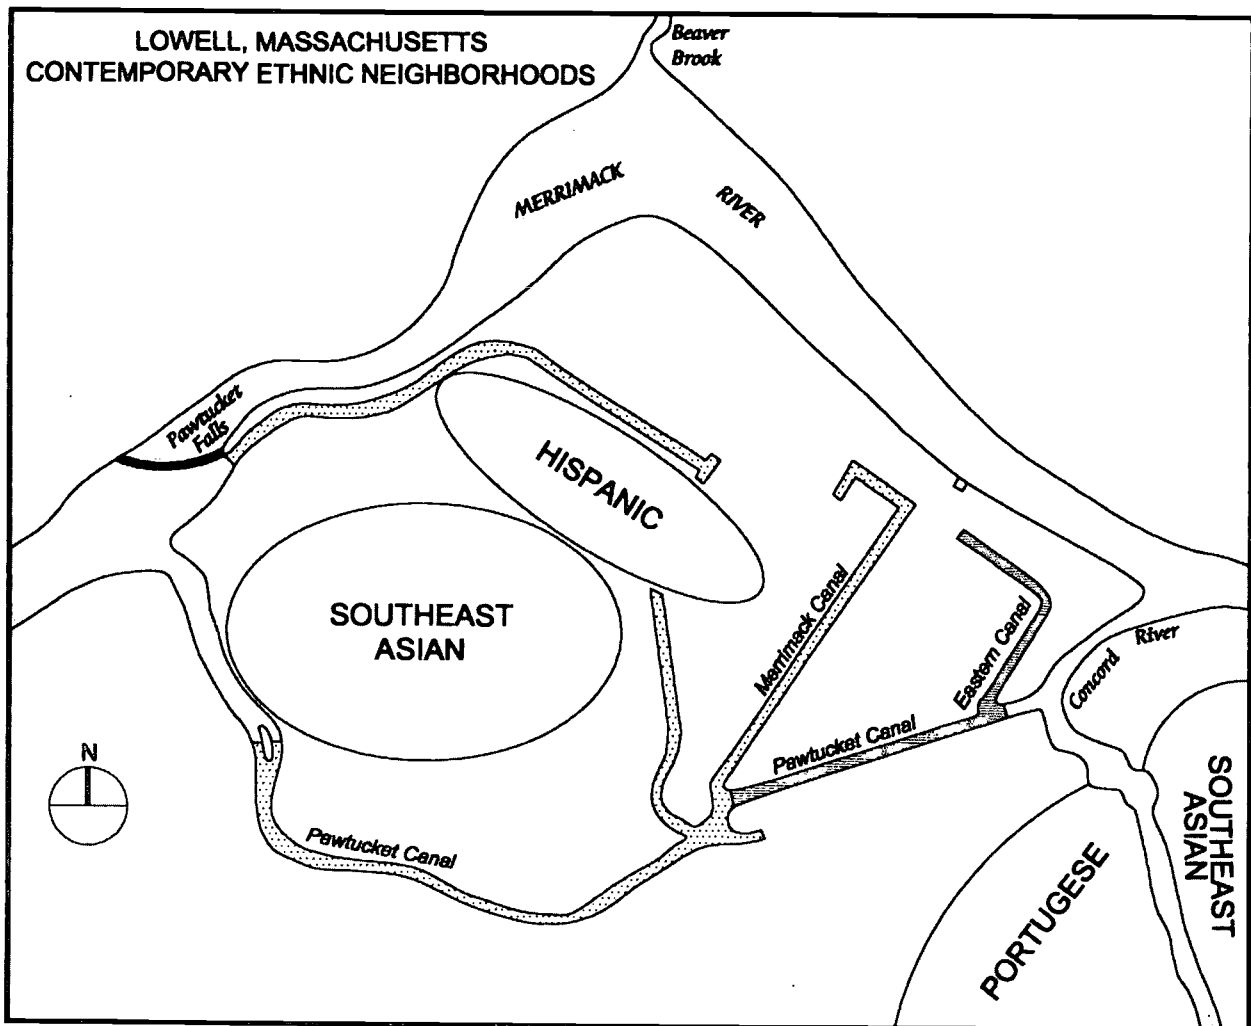 LOWELL, MASSACHUSETTS
CONTEMPORARY ETHNIC NEIGHBORHOODS
Beaver
Brook
MERRIMACK
RIVER
Pawtucket
Falls
HISPANIC
SOUTHEAST
ASIAN
Merrimack Canal
Eastern Canal
Concord
River
Pawtucket Canal
N
Pawtucket Canal
PORTUGESE
SOUTHEAST
ASIAN